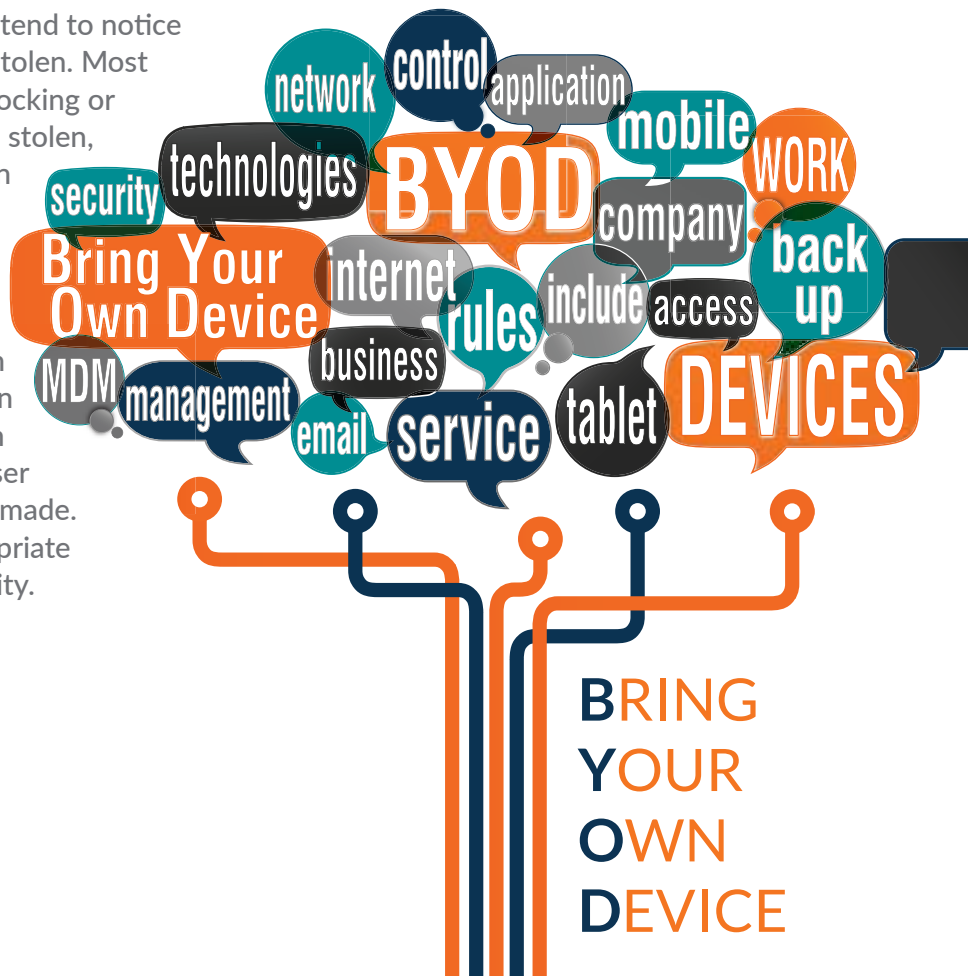 tend to notice
tolen. Most
ocking or
stolen,
n
n
n
n
ser
made.
priate
ity.
network
control
application
mobile
WORK
technologies
BYOD
security
company
Bring Your
Own Device
internet
rules
include
access
back
up
MDM
management
business
email
service
tablet
DEVICES
BRING
YOUR
OWN
DEVICE